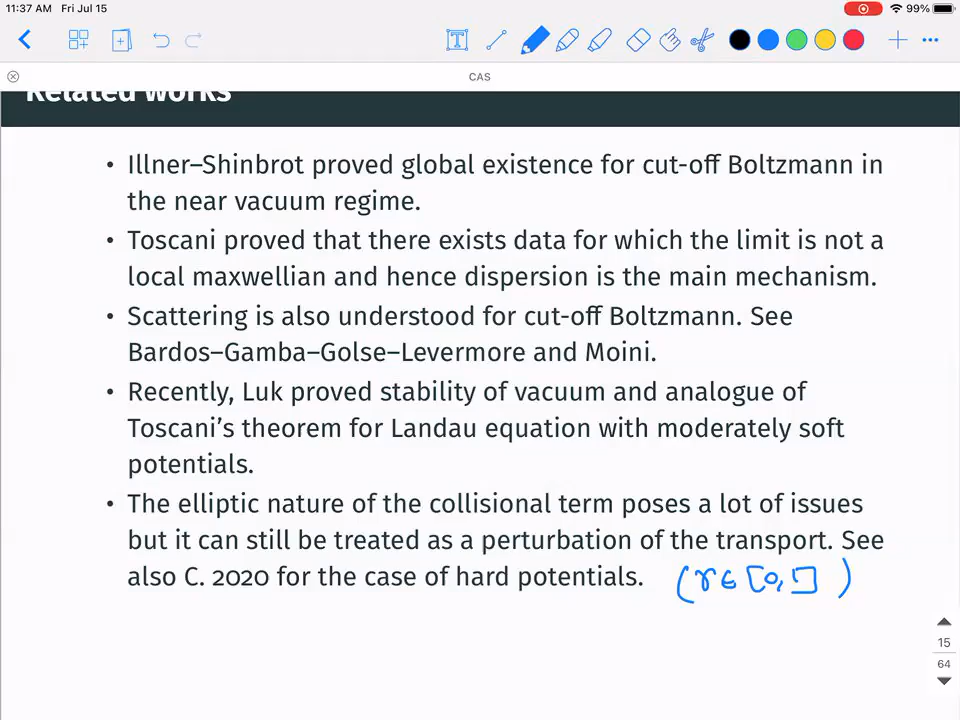 11:37 AM Fri Jul 15
99%
T
CAS
Related works
• Illner–Shinbrot proved global existence for cut-off Boltzmann in
the near vacuum regime.
• Toscani proved that there exists data for which the limit is not a
local maxwellian and hence dispersion is the main mechanism.
• Scattering is also understood for cut-off Boltzmann. See
Bardos–Gamba–Golse–Levermore and Moini.
• Recently, Luk proved stability of vacuum and analogue of
Toscani’s theorem for Landau equation with moderately soft
potentials.
• The elliptic nature of the collisional term poses a lot of issues
but it can still be treated as a perturbation of the transport. See
also C. 2020 for the case of hard potentials. (γ∈[0,1])
15
64